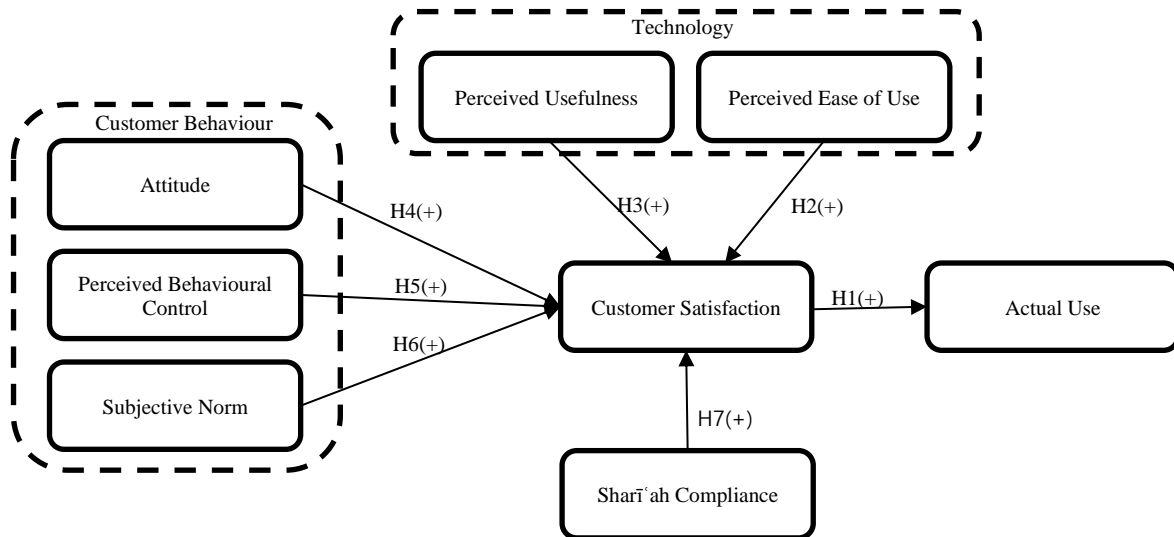 Technology
Perceived Usefulness
Perceived Ease of Use
Customer Behaviour
Attitude
H4(+)
H3(+)
H2(+)
Perceived Behavioural
Control
H5(+)
Customer Satisfaction
H1(+)
Actual Use
H6(+)
Subjective Norm
H7(+)
Sharīʿah Compliance